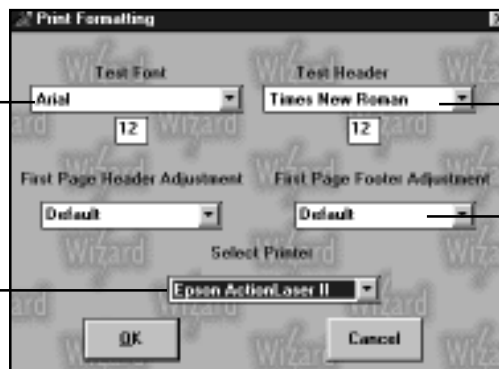 Print Formatting
Test Font
Test Header
Arial
Times New Roman
12
12
First Page Header Adjustment
First Page Footer Adjustment
Default
Default
Select Printer
Epson ActionLaser II
OK
Cancel
Wizard